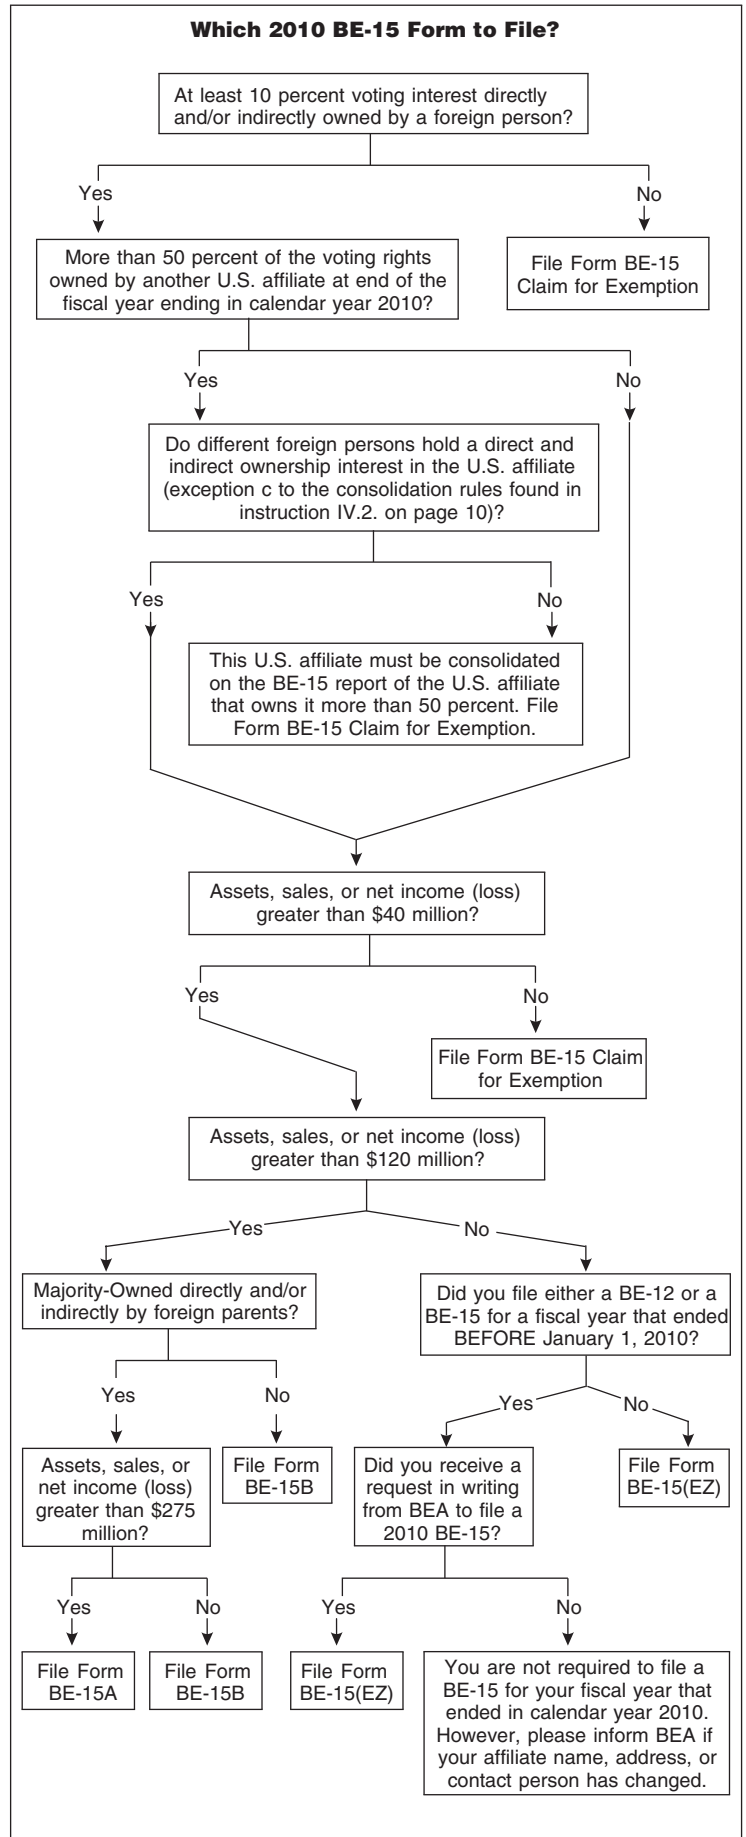 Which 2010 BE-15 Form to File?
At least 10 percent voting interest directly
and/or indirectly owned by a foreign person?
Yes
No
More than 50 percent of the voting rights
owned by another U.S. affiliate at end of the
fiscal year ending in calendar year 2010?
File Form BE-15
Claim for Exemption
Yes
No
Do different foreign persons hold a direct and
indirect ownership interest in the U.S. affiliate
(exception c to the consolidation rules found in
instruction IV.2. on page 10)?
Yes
No
This U.S. affiliate must be consolidated
on the BE-15 report of the U.S. affiliate
that owns it more than 50 percent. File
Form BE-15 Claim for Exemption.
Assets, sales, or net income (loss)
greater than $40 million?
Yes
No
File Form BE-15 Claim
for Exemption
Assets, sales, or net income (loss)
greater than $120 million?
Yes
No
Majority-Owned directly and/or
indirectly by foreign parents?
Did you file either a BE-12 or a
BE-15 for a fiscal year that ended
BEFORE January 1, 2010?
Yes
No
Yes
No
Assets, sales, or
net income (loss)
greater than $275
million?
File Form
BE-15B
Did you receive a
request in writing
from BEA to file a
2010 BE-15?
File Form
BE-15(EZ)
Yes
No
Yes
No
File Form
BE-15A
File Form
BE-15B
File Form
BE-15(EZ)
You are not required to file a
BE-15 for your fiscal year that
ended in calendar year 2010.
However, please inform BEA if
your affiliate name, address, or
contact person has changed.